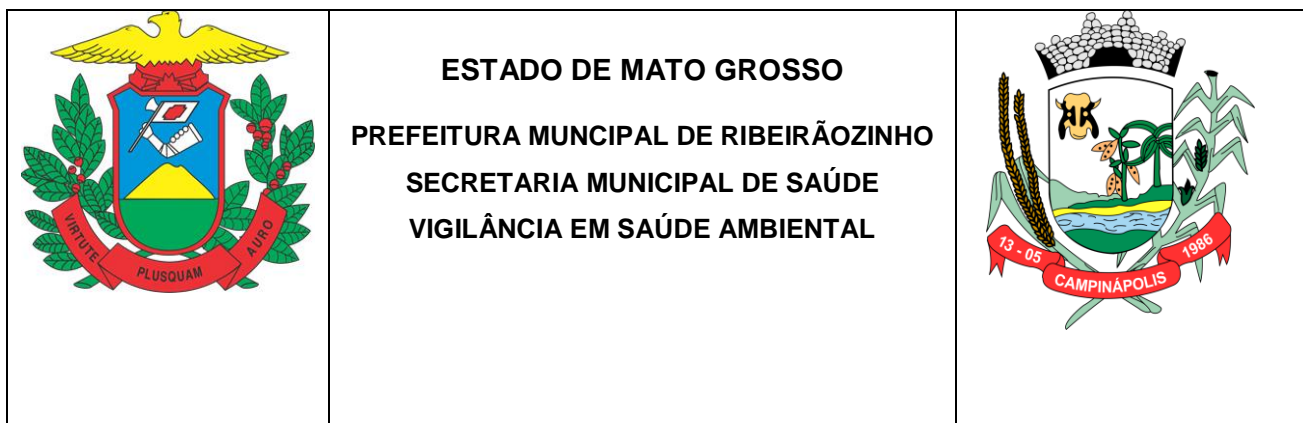 ESTADO DE MATO GROSSO
PREFEITURA MUNCIPAL DE RIBEIRÃOZINHO
SECRETARIA MUNICIPAL DE SAÚDE
VIGILÂNCIA EM SAÚDE AMBIENTAL
VIRTUTE PLUSQUAM AURO
13 - 05 CAMPINÁPOLIS 1986